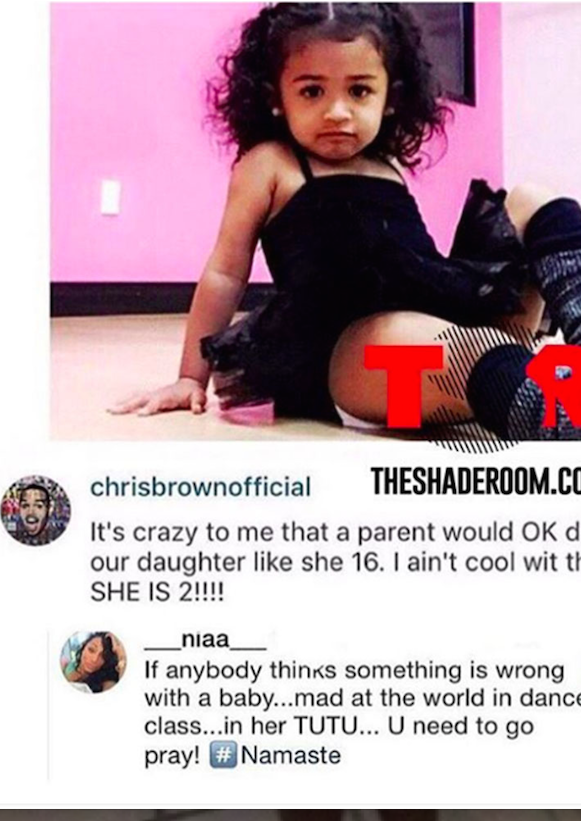 T R
THESHADEROOM.CO
chrisbrownofficial
It's crazy to me that a parent would OK d
our daughter like she 16. I ain't cool wit th
SHE IS 2!!!!
___niaa___
If anybody thinks something is wrong
with a baby...mad at the world in dance
class...in her TUTU... U need to go
pray! #Namaste